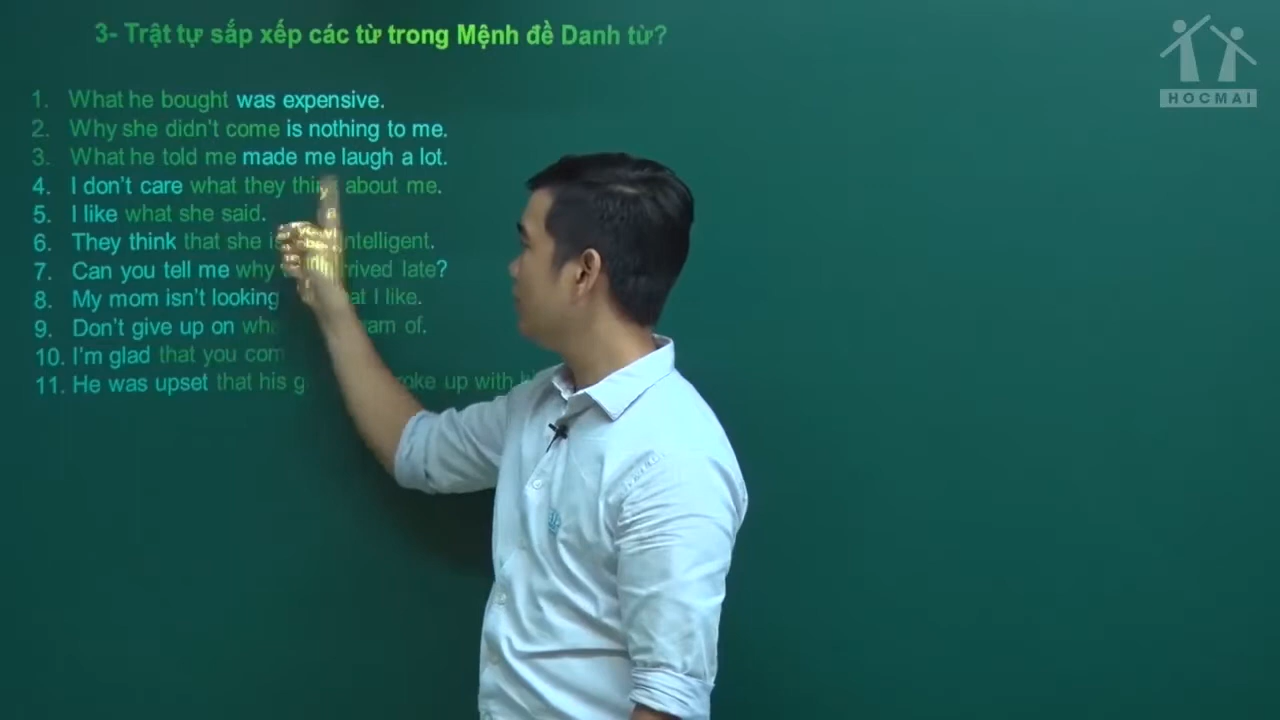 3- Trật tự sắp xếp các từ trong Mệnh đề Danh từ?
HOCMAI
1. What he bought was expensive.
2. Why she didn't come is nothing to me.
3. What he told me made me laugh a lot.
4. I don't care what they think about me.
5. I like what she said.
6. They think that she is intelligent.
7. Can you tell me why arrived late?
8. My mom isn't looking I like.
9. Don't give up on of.
10. I'm glad that you
11. He was upset that his up with